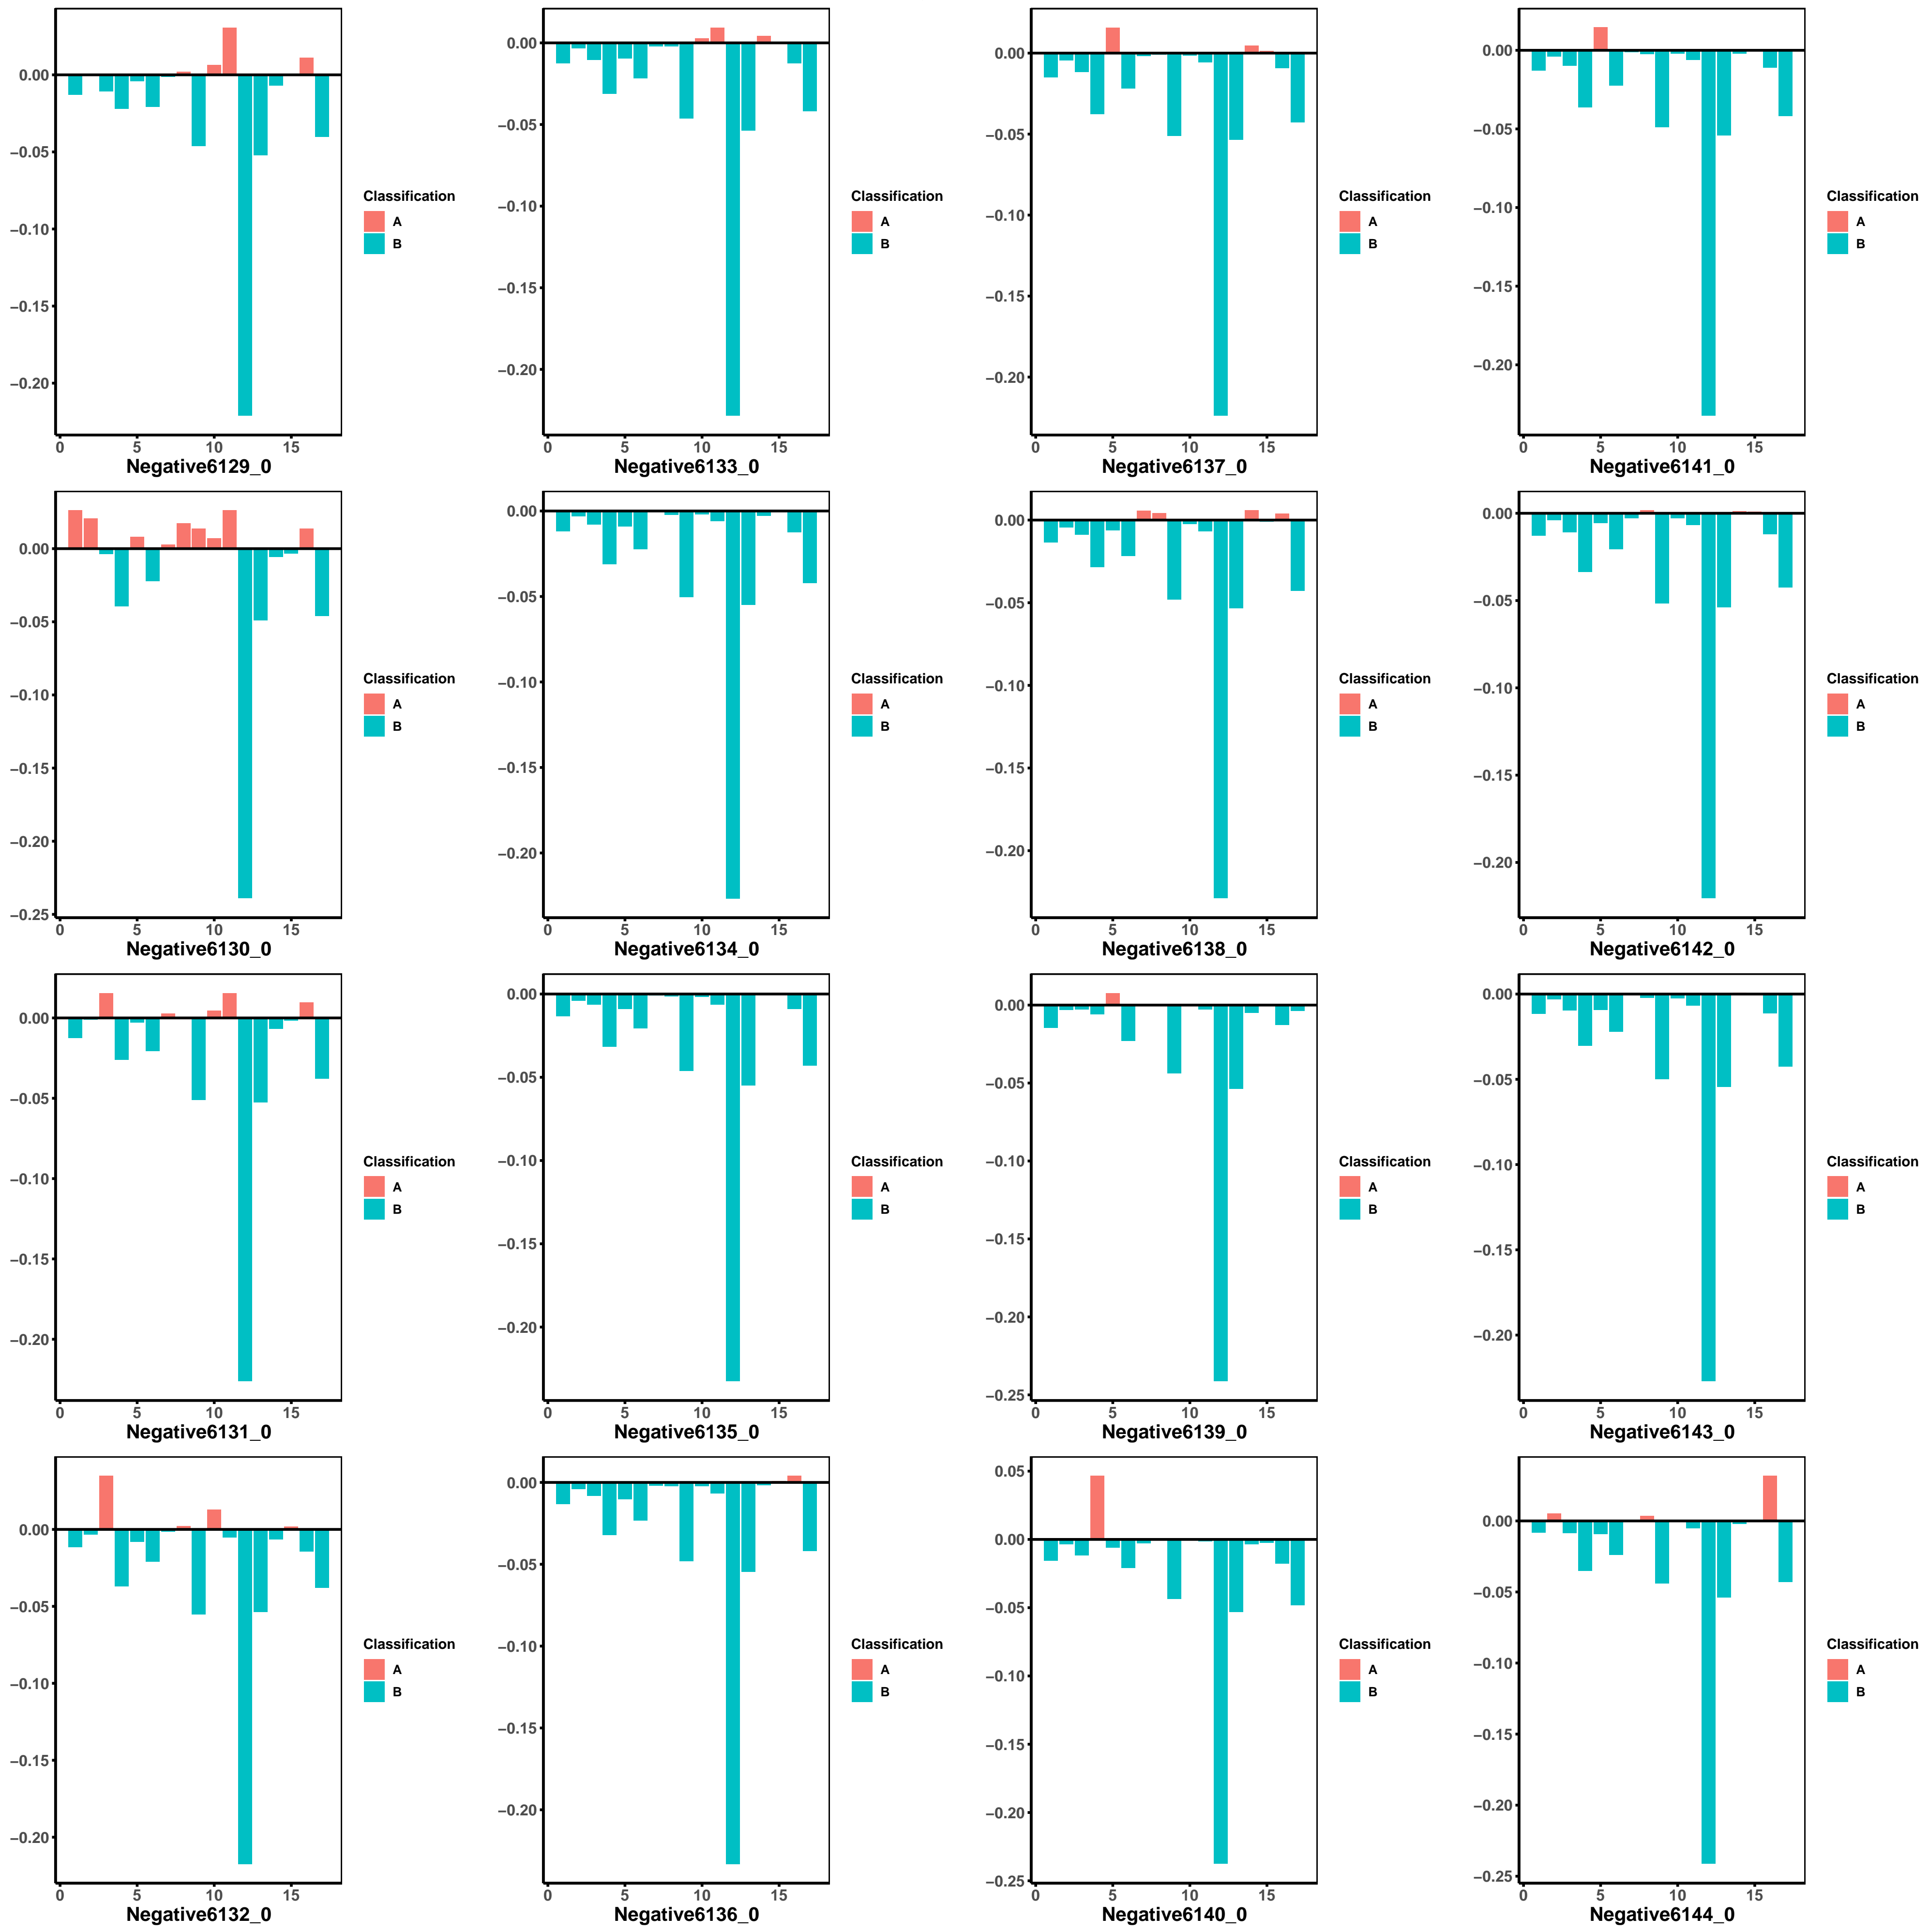 0.00
−0.05
−0.10
−0.15
−0.20
0 5 10 15
Negative6129_0
Classification
A
B
0.00
−0.05
−0.10
−0.15
−0.20
0 5 10 15
Negative6133_0
Classification
A
B
0.00
−0.05
−0.10
−0.15
−0.20
0 5 10 15
Negative6137_0
Classification
A
B
0.00
−0.05
−0.10
−0.15
−0.20
0 5 10 15
Negative6141_0
Classification
A
B
0.00
−0.05
−0.10
−0.15
−0.20
−0.25
0 5 10 15
Negative6130_0
Classification
A
B
0.00
−0.05
−0.10
−0.15
−0.20
0 5 10 15
Negative6134_0
Classification
A
B
0.00
−0.05
−0.10
−0.15
−0.20
0 5 10 15
Negative6138_0
Classification
A
B
0.00
−0.05
−0.10
−0.15
−0.20
0 5 10 15
Negative6142_0
Classification
A
B
0.00
−0.05
−0.10
−0.15
−0.20
0 5 10 15
Negative6131_0
Classification
A
B
0.00
−0.05
−0.10
−0.15
−0.20
0 5 10 15
Negative6135_0
Classification
A
B
0.00
−0.05
−0.10
−0.15
−0.20
−0.25
0 5 10 15
Negative6139_0
Classification
A
B
0.00
−0.05
−0.10
−0.15
−0.20
0 5 10 15
Negative6143_0
Classification
A
B
0.00
−0.05
−0.10
−0.15
−0.20
0 5 10 15
Negative6132_0
Classification
A
B
0.00
−0.05
−0.10
−0.15
−0.20
0 5 10 15
Negative6136_0
Classification
A
B
0.05
0.00
−0.05
−0.10
−0.15
−0.20
−0.25
0 5 10 15
Negative6140_0
Classification
A
B
0.00
−0.05
−0.10
−0.15
−0.20
−0.25
0 5 10 15
Negative6144_0
Classification
A
B